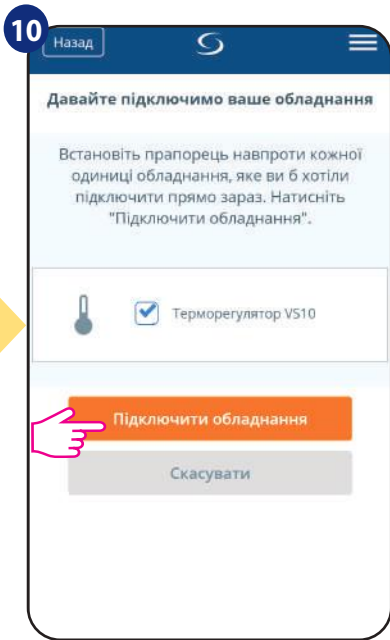 10
Назад
Давайте підключимо ваше обладнання
Встановіть прапорець навпроти кожної
одиниці обладнання, яке ви б хотіли
підключити прямо зараз. Натисніть
"Підключити обладнання".
Терморегулятор VS10
Підключити обладнання
Скасувати